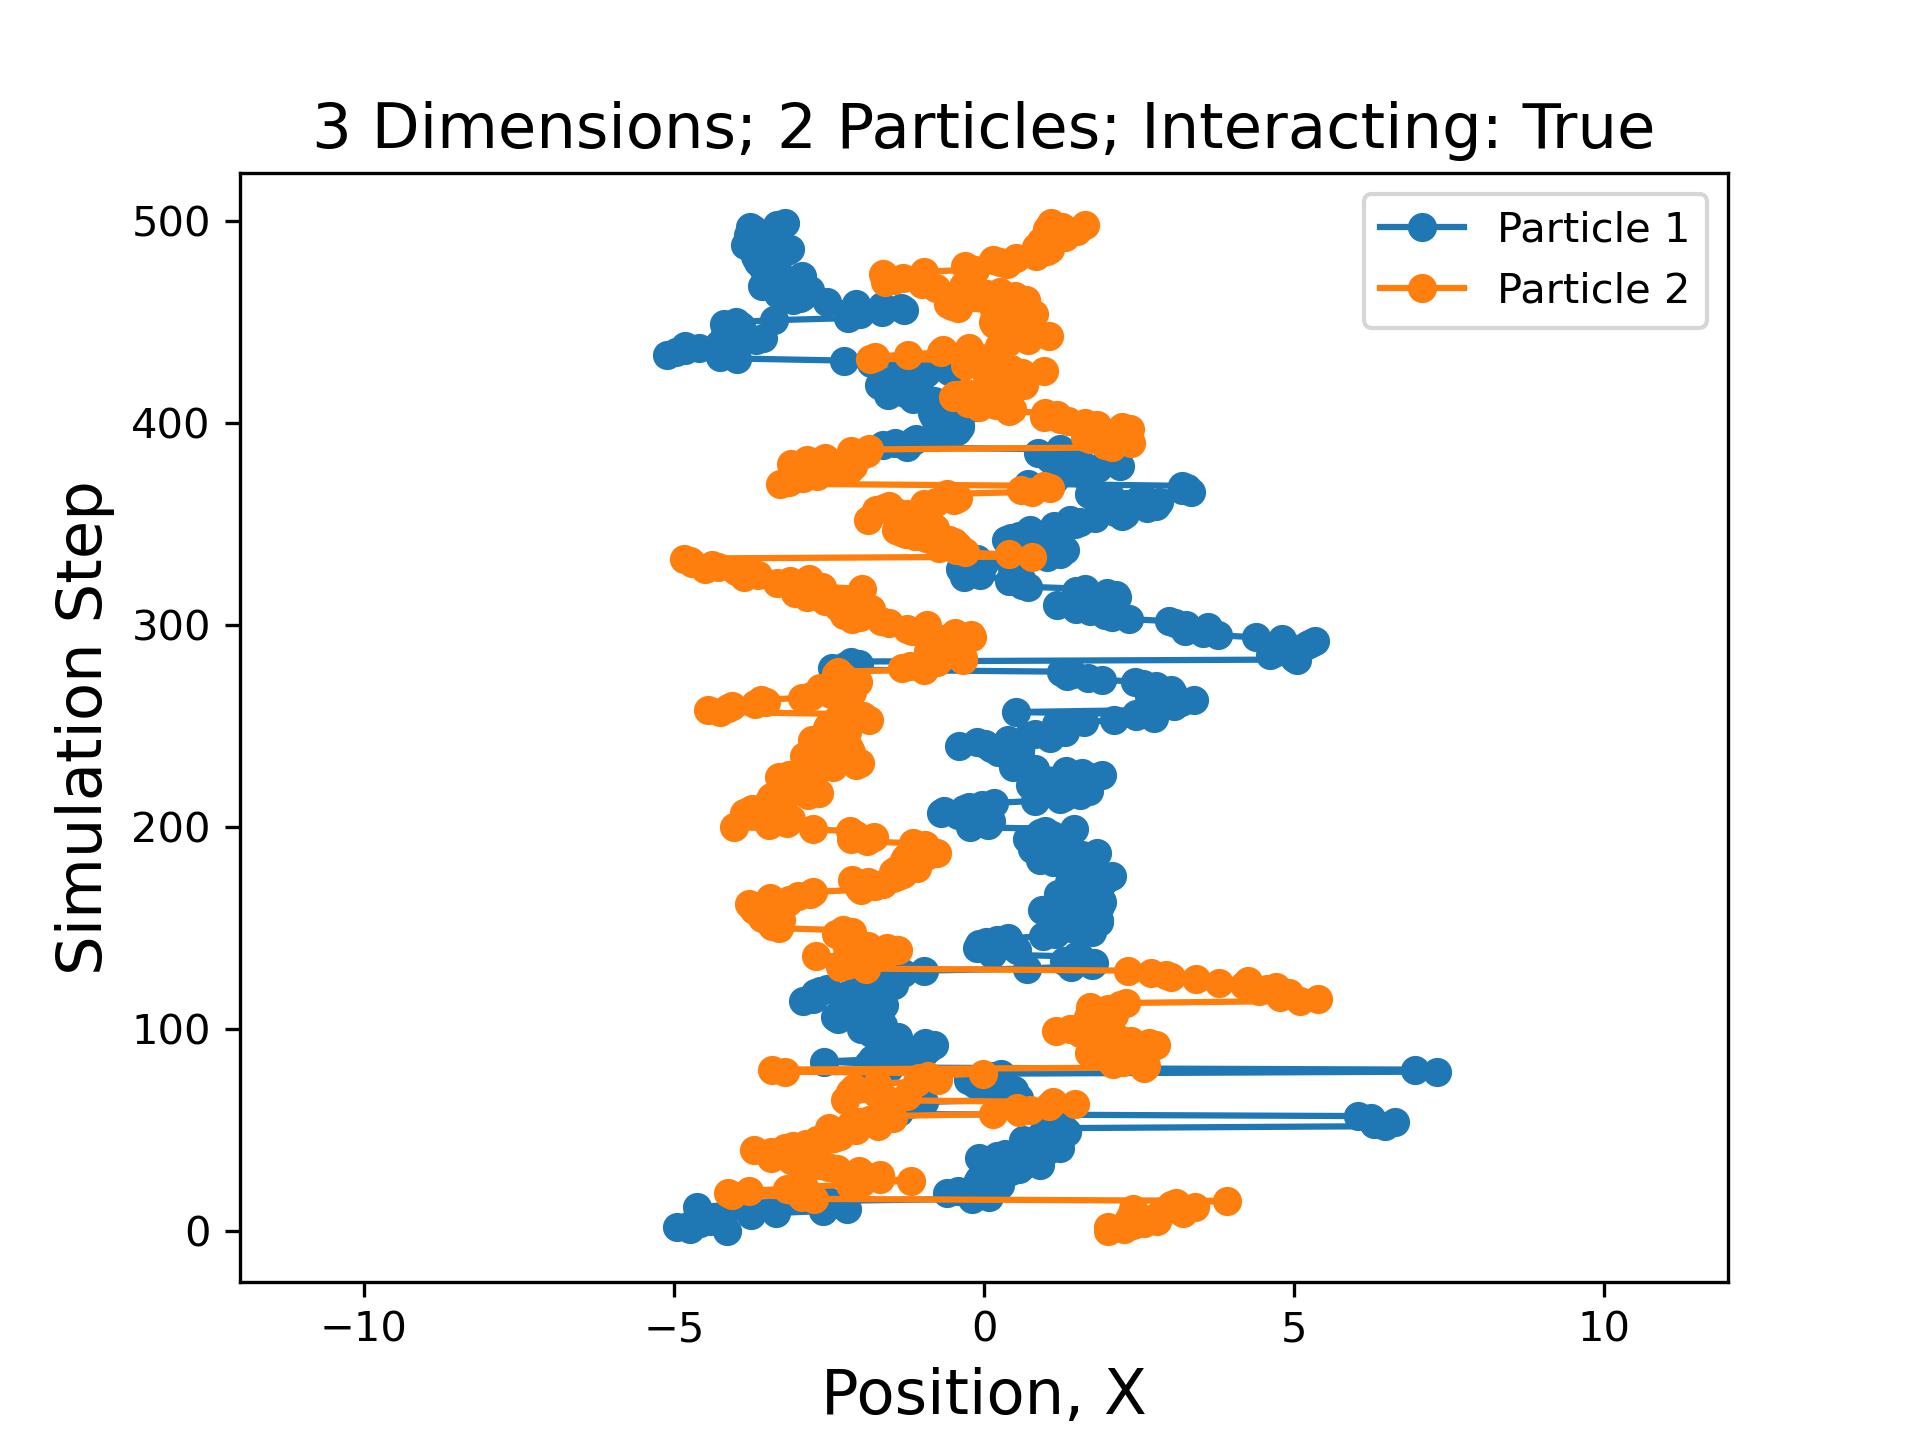 3 Dimensions; 2 Particles; Interacting: True
Particle 1
Particle 2
Simulation Step
500
400
300
200
100
0
−10
−5
0
5
10
Position, X